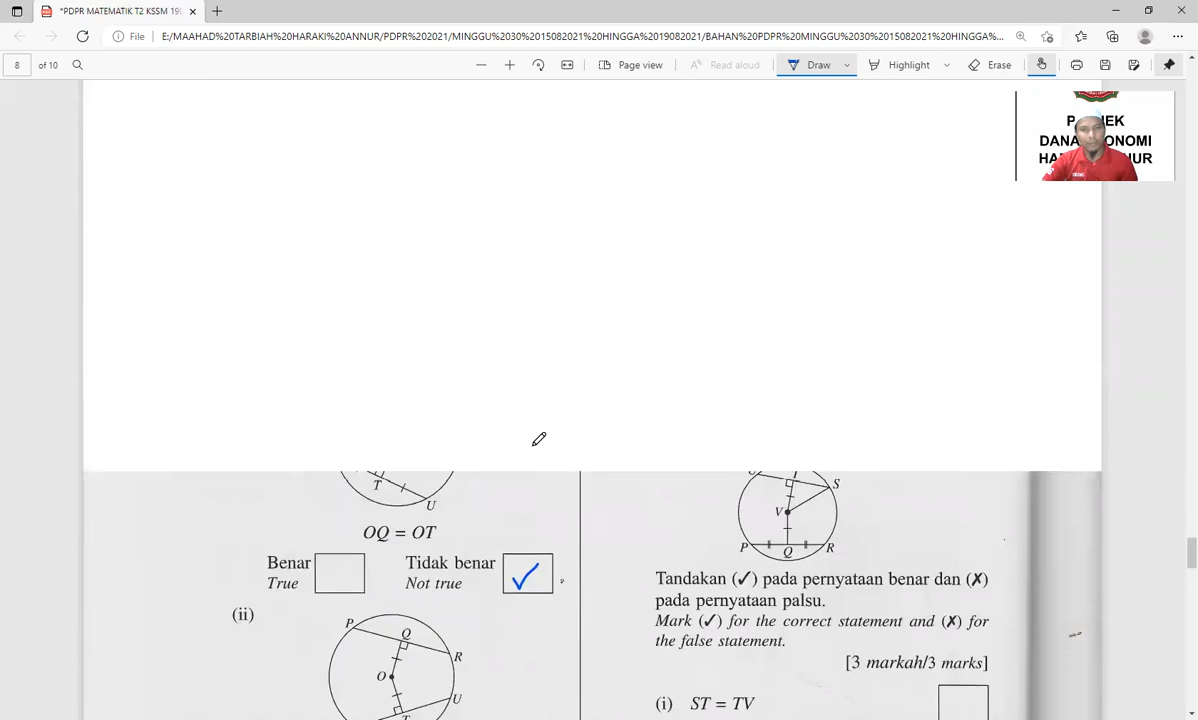 *PDPR MATEMATIK T2 KSSM 19
File
E:/MAAHAD%20TARBIAH%20HARAKI%20ANNUR/PDPR%202021/MINGGU%2030%2015082021%20HINGGA%2019082021/BAHAN%20PDPR%20MINGGU%2030%2015082021%20HINGGA%...
8 of 10
Page view
Read aloud
Draw
Highlight
Erase
DANA
T
U
OQ = OT
Benar
True
Tidak benar
Not true
✓
(ii)
P
Q
R
O
U
T
S
V
P
Q
R
Tandakan (✓) pada pernyataan benar dan (✗)
pada pernyataan palsu.
Mark (✓) for the correct statement and (✗) for
the false statement.
[3 markah/3 marks]
(i) ST = TV